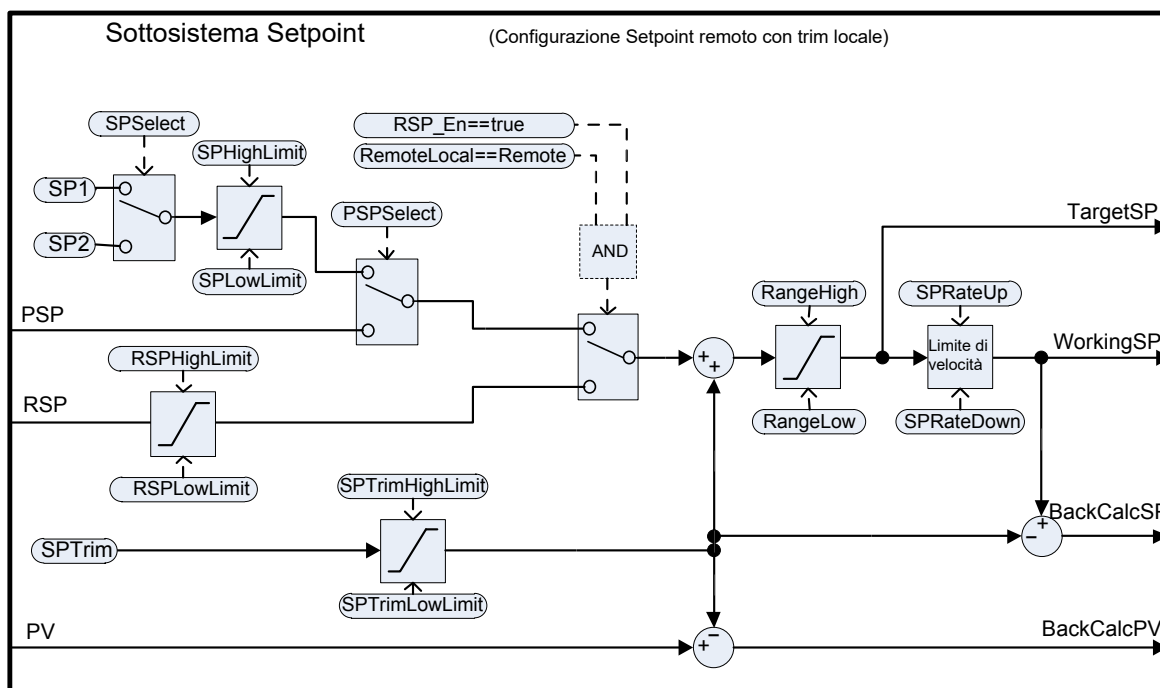 Sottosistema Setpoint
(Configurazione Setpoint remoto con trim locale)
SPSelect
RSP_En==true
SPHighLimit
RemoteLocal==Remote
SP1
PSPSelect
TargetSP
SP2
AND
SPLowLimit
RangeHigh
SPRateUp
PSP
RSPHighLimit
+
+
Limite di
velocità
WorkingSP
RSP
RangeLow
SPRateDown
RSPLowLimit
SPTrimHighLimit
BackCalcSP
+
−
SPTrim
SPTrimLowLimit
PV
−
+
BackCalcPV